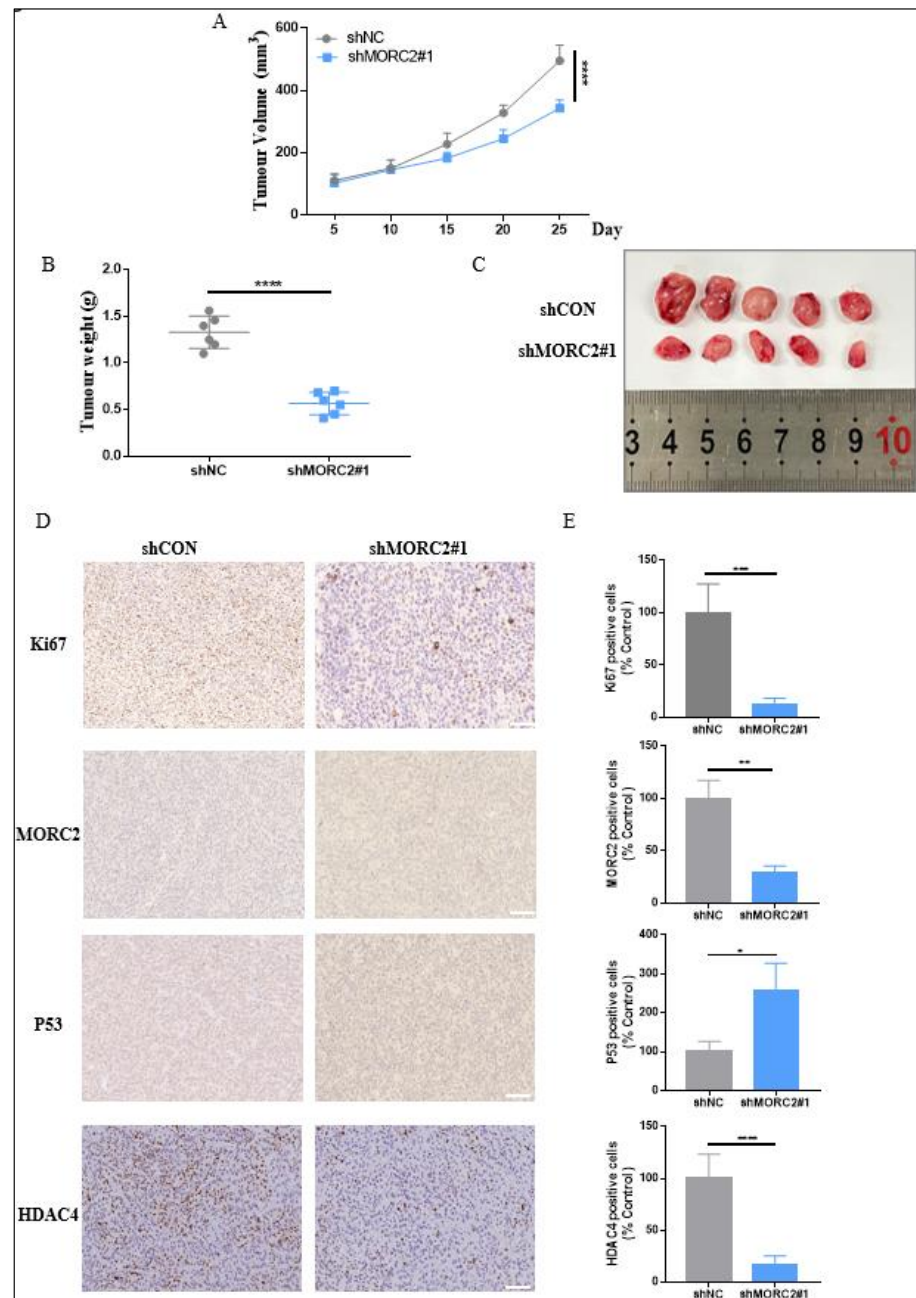 A
shNC
shMORC2#1
Tumour Volume (mm³)
600
400
200
0
5 10 15 20 25 Day
****
B
****
Tumour weight (g)
2.0
1.5
1.0
0.5
0.0
shNC shMORC2#1
C
shCON
shMORC2#1
3 4 5 6 7 8 9 10
D
shCON shMORC2#1
Ki67
MORC2
P53
HDAC4
E
Ki67 positive cells
(% Control)
150
100
50
0
***
shNC shMORC2#1
MORC2 positive cells
(% Control)
150
100
50
0
**
shNC shMORC2#1
P53 positive cells
(% Control)
400
300
200
100
0
*
shNC shMORC2#1
HDAC4 positive cells
(% Control)
150
100
50
0
****
shNC shMORC2#1